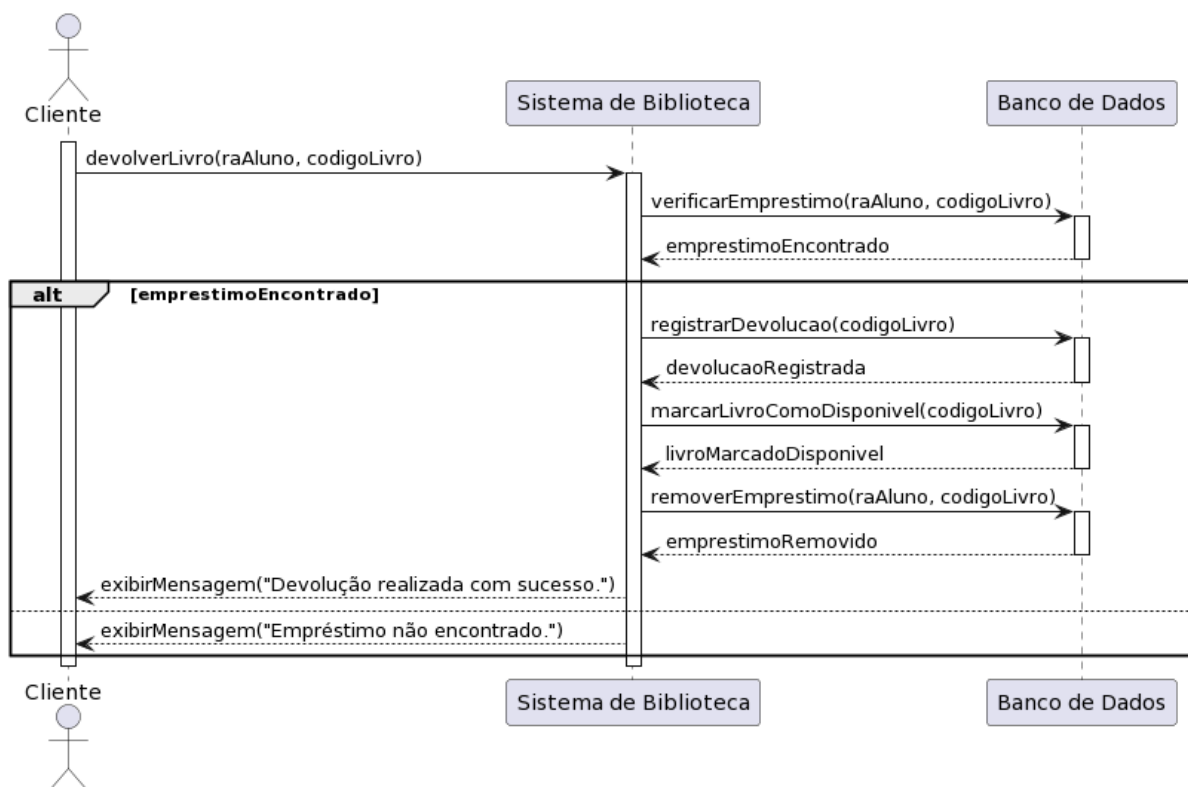 Cliente
Sistema de Biblioteca
Banco de Dados
devolverLivro(raAluno, codigoLivro)
verificarEmprestimo(raAluno, codigoLivro)
emprestimoEncontrado
alt [emprestimoEncontrado]
registrarDevolucao(codigoLivro)
devolucaoRegistrada
marcarLivroComoDisponivel(codigoLivro)
livroMarcadoDisponivel
removerEmprestimo(raAluno, codigoLivro)
emprestimoRemovido
exibirMensagem("Devolução realizada com sucesso.")
exibirMensagem("Empréstimo não encontrado.")
Cliente
Sistema de Biblioteca
Banco de Dados